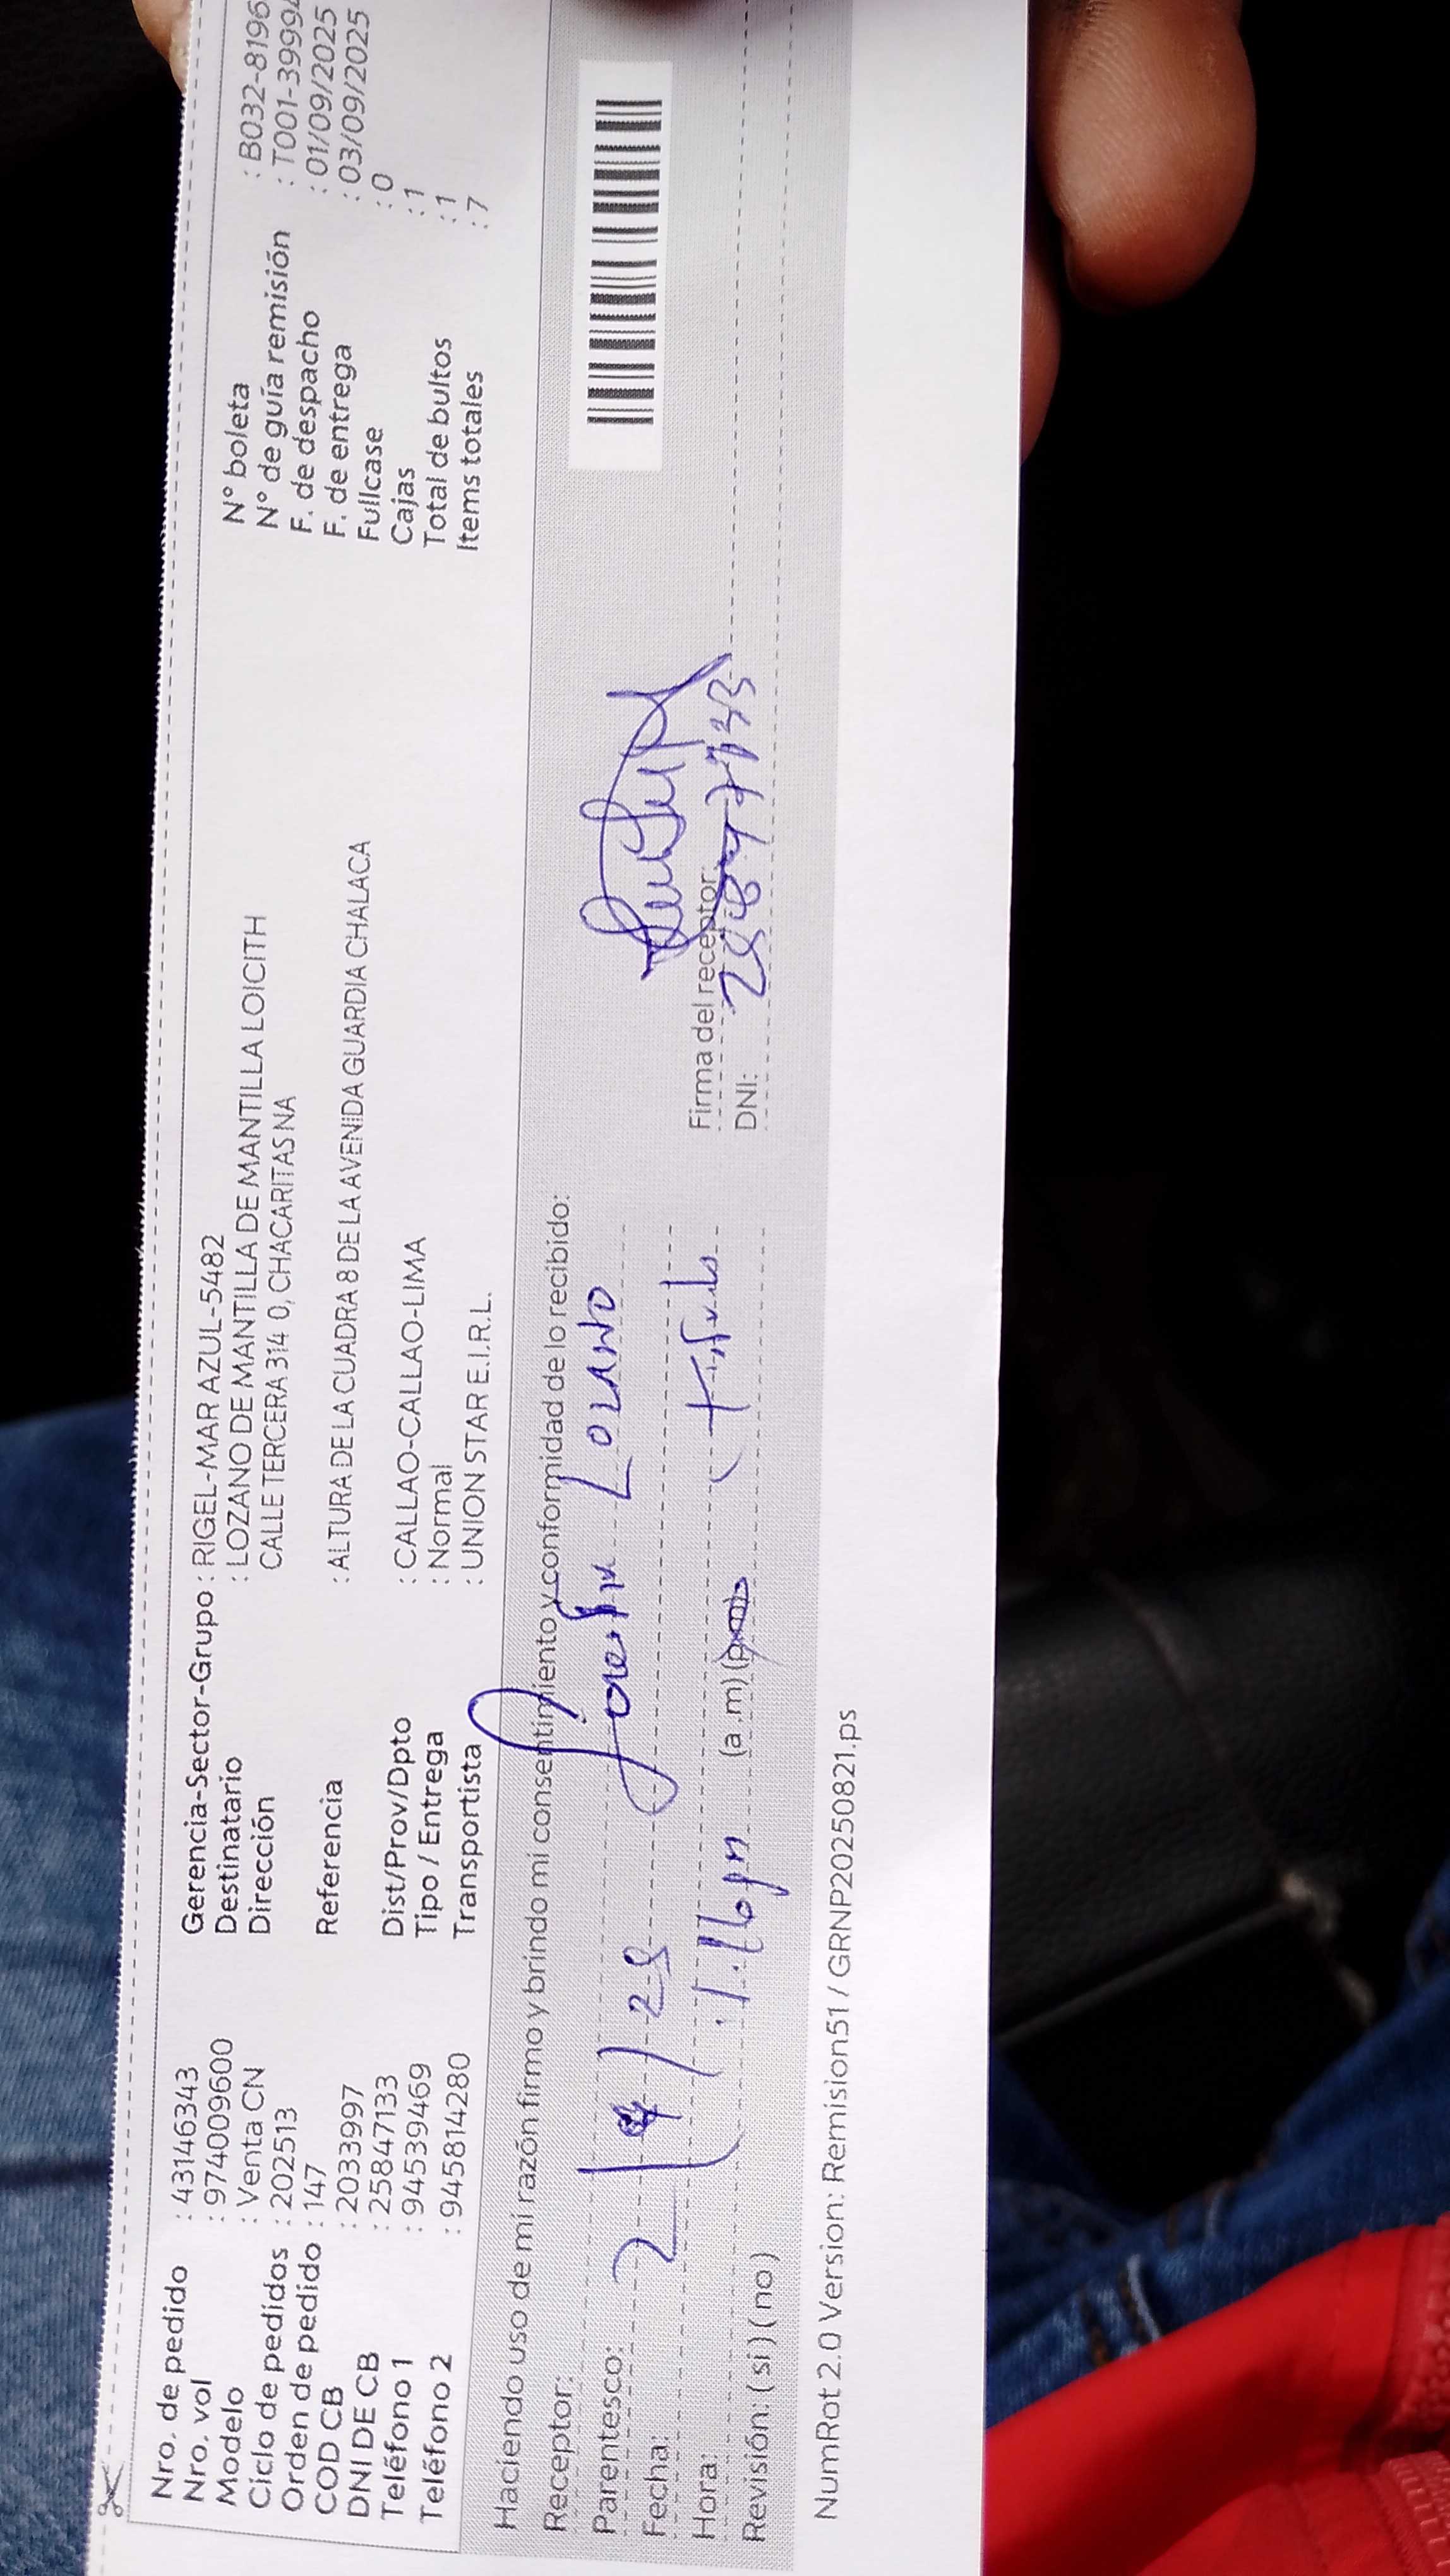 Nro. de pedido : 43146343
Nro. vol : 974009600
Modelo : Venta CN
Ciclo de pedidos : 202513
Orden de pedido : 147
COD CB : 2033997
DNI DE CB : 25847133
Teléfono 1 : 94539469
Teléfono 2 : 945814280
Gerencia-Sector-Grupo : RIGEL-MAR AZUL-5482
Destinatario : LOZANO DE MANTILLA DE MANTILLA LOICITH
Dirección CALLE TERCERA 314 0, CHACARITAS NA
Referencia : ALTURA DE LA CUADRA 8 DE LA AVENIDA GUARDIA CHALACA
Dist/Prov/Dpto : CALLAO-CALLAO-LIMA
Tipo / Entrega : Normal
Transportista : UNION STAR E.I.R.L.
N° boleta : B032-8196
N° de guía remisión : T001-3999
F. de despacho : 01/09/2025
F. de entrega : 03/09/2025
Fullcase : 0
Cajas : 1
Total de bultos : 1
Items totales : 7
Haciendo uso de mi razón firmo y brindo mi consentimiento y conformidad de lo recibido:
Receptor: Lozano
Parentesco:
Fecha:
Hora: 1.16pm (a.m) (p.m)
Revisión: (si) (no)
Firma del receptor:
DNI: 25847133
NumRot 2.0 Version: Remision51 / GRNP20250821.ps